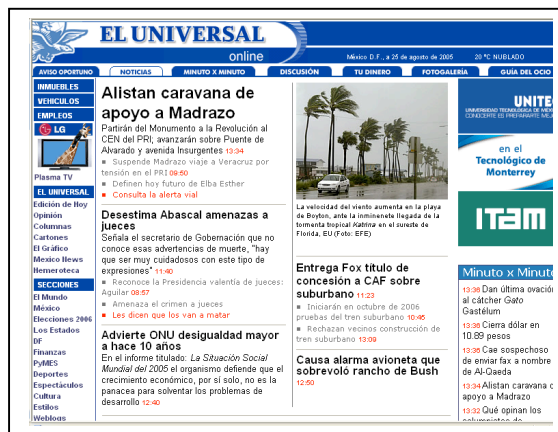 EL UNIVERSAL
online
México D.F., a 25 de agosto de 2005
20 °C NUBLADO
AVISO OPORTUNO
NOTICIAS
MINUTO X MINUTO
DISCUSIÓN
TU DINERO
FOTOGALERÍA
GUÍA DEL OCIO
INMUEBLES
VEHICULOS
EMPLEOS
LG
Plasma TV
EL UNIVERSAL
Edición de Hoy
Opinión
Columnas
Cartones
El Gráfico
Mexico News
Hemeroteca
SECCIONES
El Mundo
México
Elecciones 2006
Los Estados
DF
Finanzas
PyMES
Deportes
Espectáculos
Cultura
Estilos
Weblogs
Alistan caravana de
apoyo a Madrazo
Partirán del Monumento a la Revolución al
CEN del PRI; avanzarán sobre Puente de
Alvarado y avenida Insurgentes 13:34
Suspende Madrazo viaje a Veracruz por
tensión en el PRI 09:50
Definen hoy futuro de Elba Esther
Consulta la alerta vial
Desestima Abascal amenazas a
jueces
Señala el secretario de Gobernación que no
conoce esas advertencias de muerte, "hay
que ser muy cuidadosos con este tipo de
expresiones" 11:40
Reconoce la Presidencia valentía de jueces:
Aguilar 08:57
Amenaza el crimen a jueces
Les dicen que los van a matar
Advierte ONU desigualdad mayor
a hace 10 años
En el informe titulado: La Situación Social
Mundial del 2005 el organismo defiende que el
crecimiento económico, por sí solo, no es la
panacea para solventar los problemas de
desarrollo 12:40
La velocidad del viento aumenta en la playa
de Boyton, ante la inminenete llegada de la
tormenta tropical Katrina en el sureste de
Florida, EU (Foto: EFE)
Entrega Fox título de
concesión a CAF sobre
suburbano 11:23
Iniciarán en octubre de 2006
pruebas del tren suburbano 10:45
Rechazan vecinos construcción de
tren suburbano 13:09
Causa alarma avioneta que
sobrevoló rancho de Bush
12:50
UNITE
UNIVERSIDAD TECNOLÓGICA DE MÉXICO
en el
Tecnológico de
Monterrey
ITAM
Minuto x Minuto
13:36 Dan última ovación
al cátcher Gato
Gastélum
13:36 Cierra dólar en
10.89 pesos
13:35 Cae sospechoso
de enviar fax a nombre
de Al-Qaeda
13:34 Alistan caravana de
apoyo a Madrazo
13:32 Qué opinan los